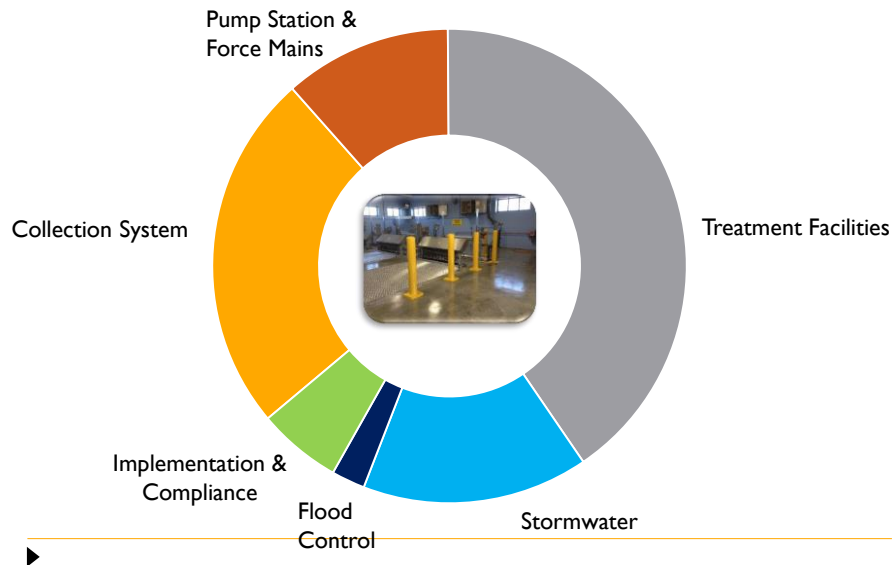 Pump Station &
Force Mains
Collection System
Treatment Facilities
Implementation &
Compliance
Flood
Control
Stormwater